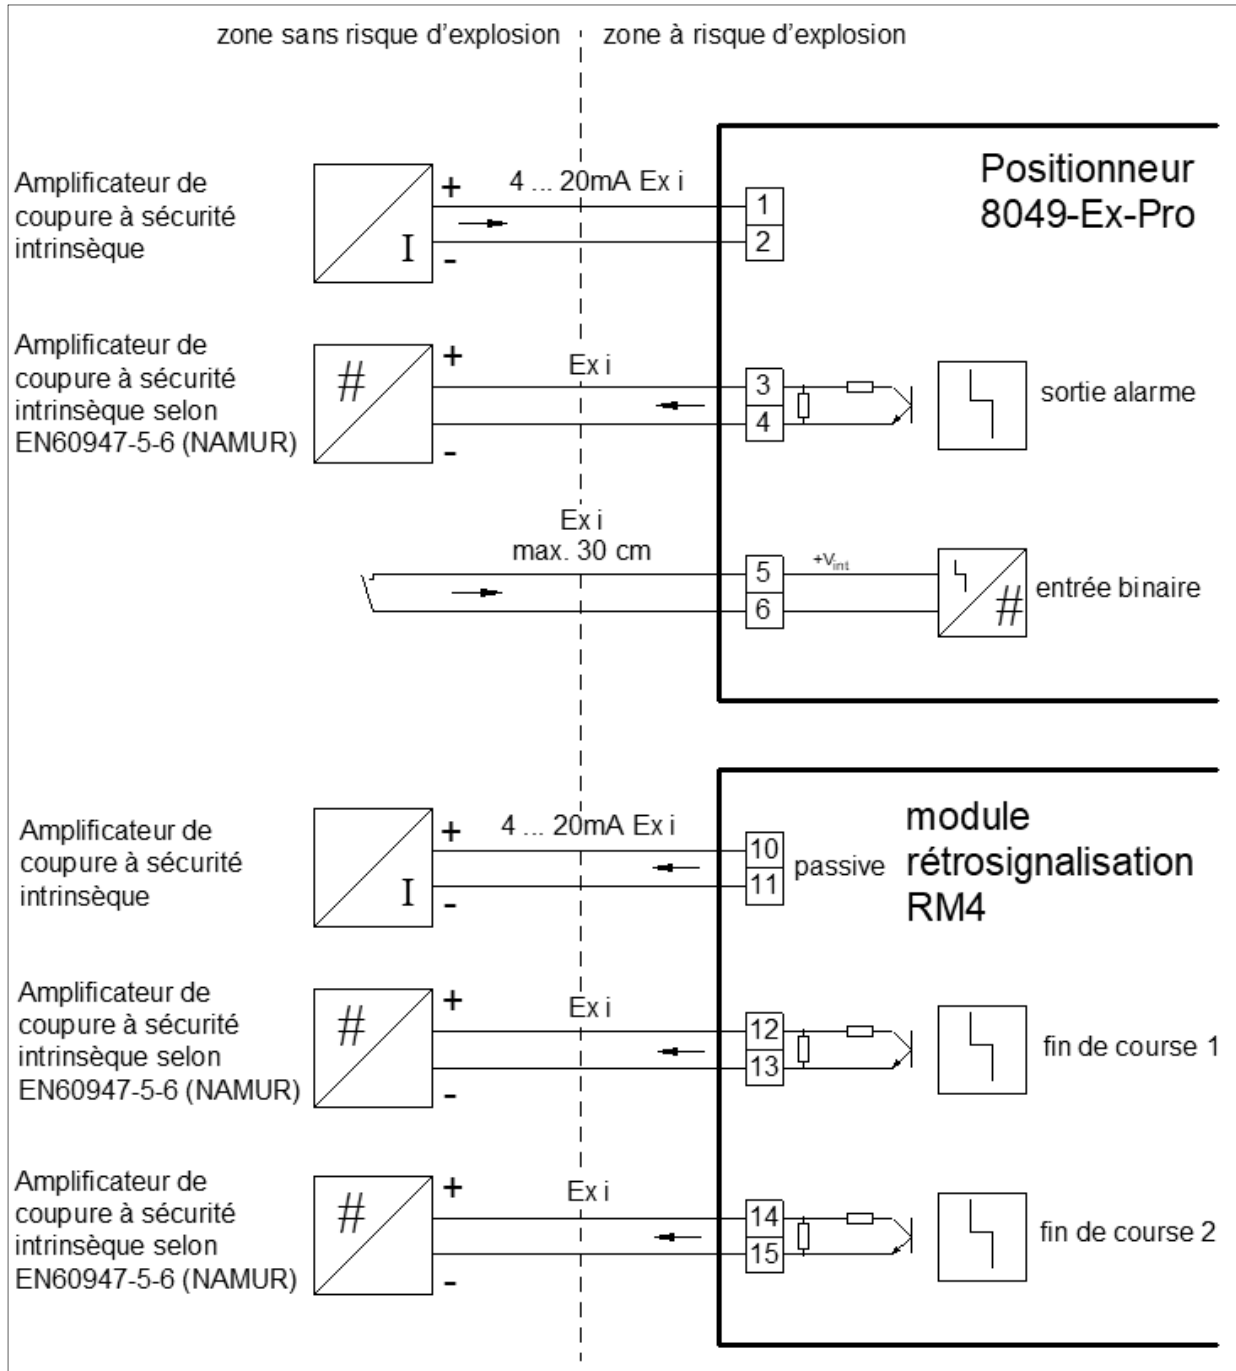 zone sans risque d'explosion
zone à risque d'explosion
Amplificateur de
coupure à sécurité
intrinsèque
I
+
-
4 ... 20mA Ex i
1
2
Positionneur
8049-Ex-Pro
Amplificateur de
coupure à sécurité
intrinsèque selon
EN60947-5-6 (NAMUR)
#
+
-
Ex i
3
4
sortie alarme
Ex i
max. 30 cm
5
6
+Vint
#
entrée binaire
Amplificateur de
coupure à sécurité
intrinsèque
I
+
-
4 ... 20mA Ex i
10
11
passive
module
rétrosignalisation
RM4
Amplificateur de
coupure à sécurité
intrinsèque selon
EN60947-5-6 (NAMUR)
#
+
-
Ex i
12
13
fin de course 1
Amplificateur de
coupure à sécurité
intrinsèque selon
EN60947-5-6 (NAMUR)
#
+
-
Ex i
14
15
fin de course 2